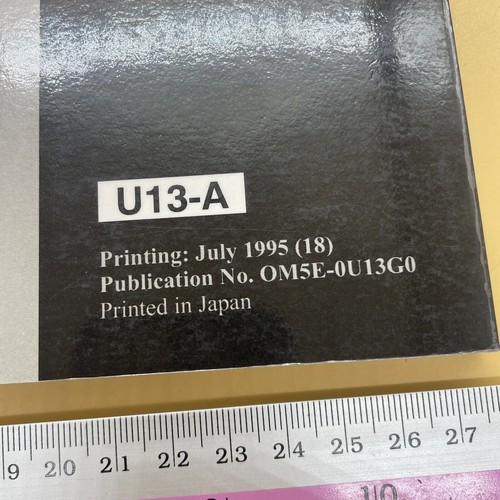 U13-A
Printing: July 1995 (18)
Publication No. OM5E-0U13G0
Printed in Japan
9 20 21 22 23 24 25 26 27
10